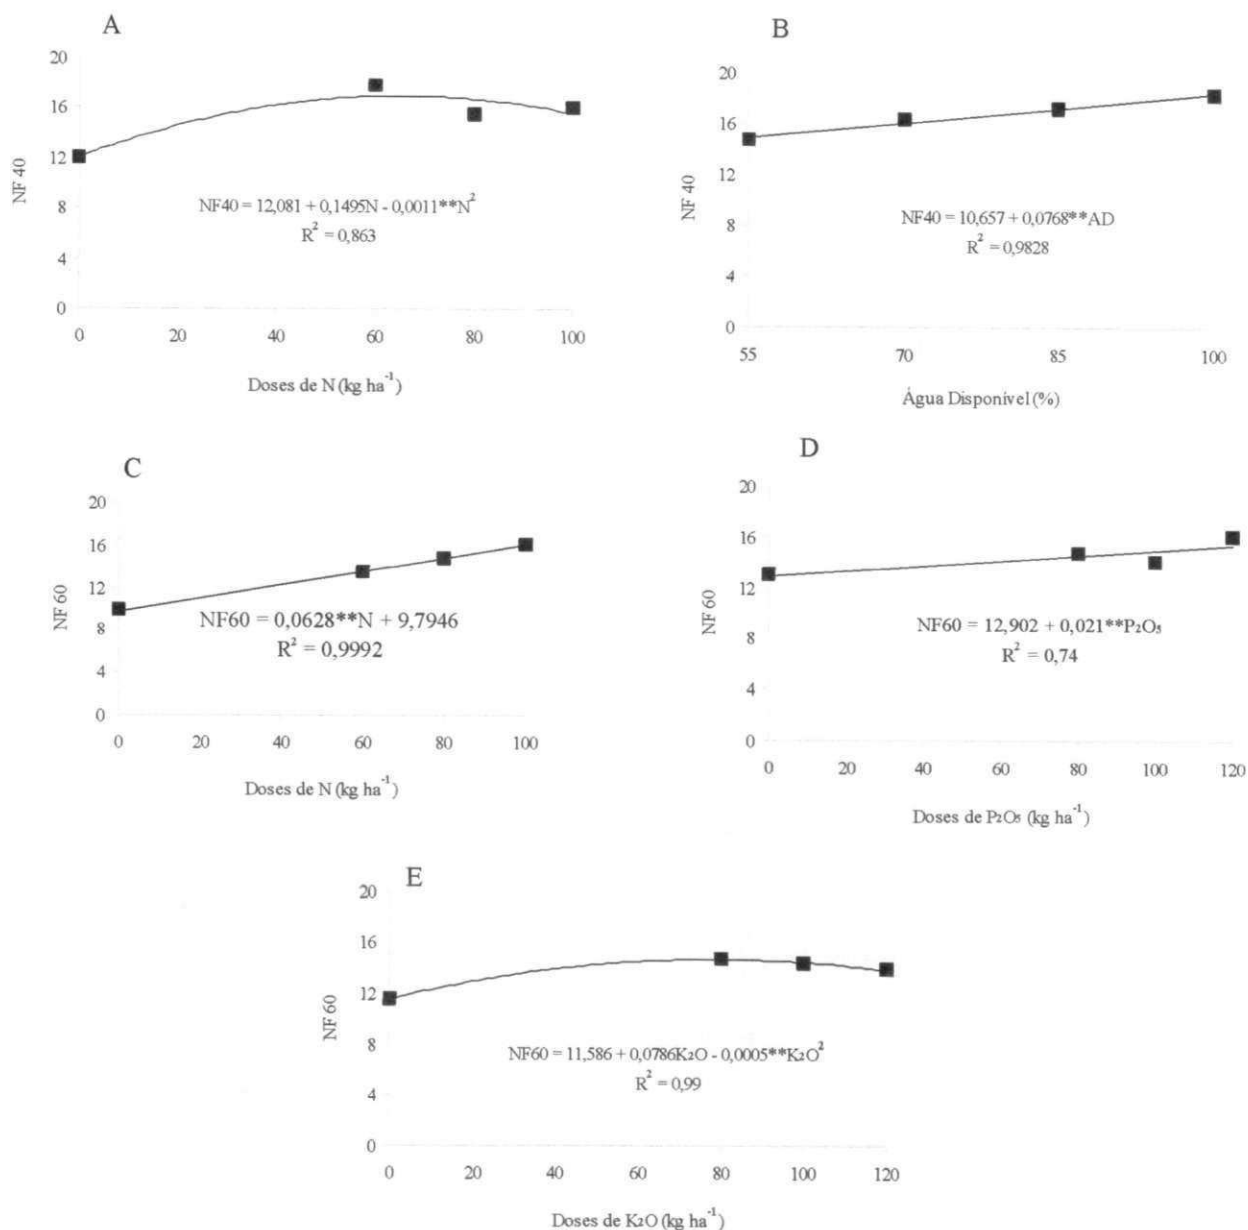 A
20
16
12
8
4
0
NF 40
NF40 = 12,081 + 0,1495N - 0,0011**N²
R² = 0,863
0 20 40 60 80 100
Doses de N (kg ha⁻¹)
B
20
16
12
8
4
0
NF 40
NF40 = 10,657 + 0,0768**AD
R² = 0,9828
55 70 85 100
Água Disponível (%)
C
20
16
12
8
4
0
NF 60
NF60 = 0,0628**N + 9,7946
R² = 0,9992
0 20 40 60 80 100
Doses de N (kg ha⁻¹)
D
20
16
12
8
4
0
NF 60
NF60 = 12,902 + 0,021**P₂O₅
R² = 0,74
0 20 40 60 80 100 120
Doses de P₂O₅ (kg ha⁻¹)
E
20
16
12
8
4
0
NF 60
NF60 = 11,586 + 0,0786K₂O - 0,0005**K₂O²
R² = 0,99
0 20 40 60 80 100 120
Doses de K₂O (kg ha⁻¹)